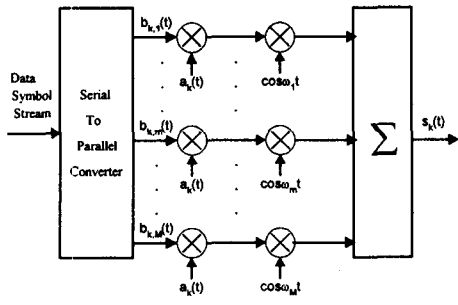 b_{k,1}(t)
a_k(t)
cosω_1t
Data
Symbol
Stream
Serial
To
Parallel
Converter
b_{k,m}(t)
a_k(t)
cosω_mt
Σ
s_k(t)
b_{k,M}(t)
a_k(t)
cosω_Mt